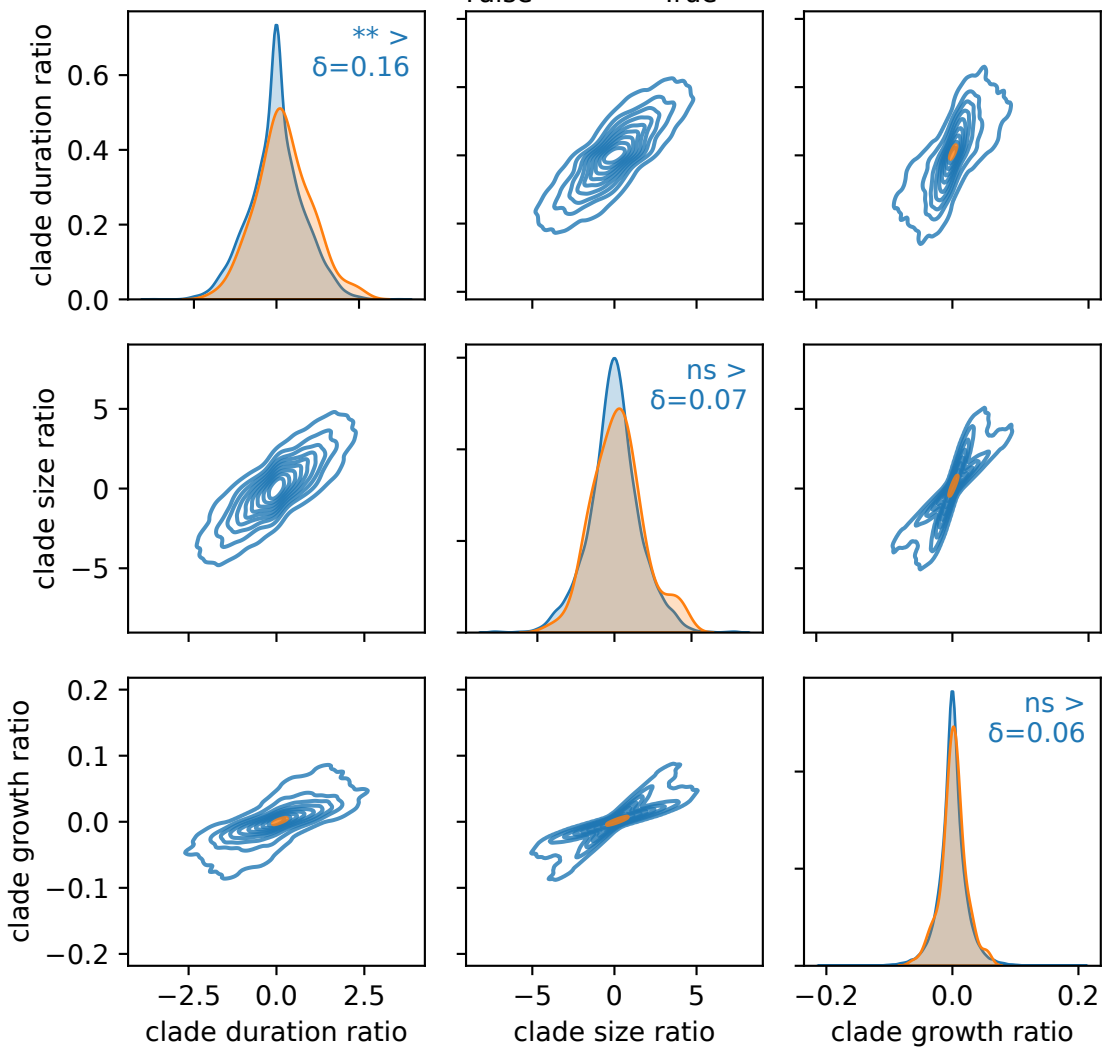 clade duration ratio
0.6
0.4
0.2
0.0
** >
δ=0.16
clade size ratio
5
0
−5
ns >
δ=0.07
clade growth ratio
0.2
0.1
0.0
−0.1
−0.2
ns >
δ=0.06
−2.5 0.0 2.5
clade duration ratio
−5 0 5
clade size ratio
−0.2 0.0 0.2
clade growth ratio